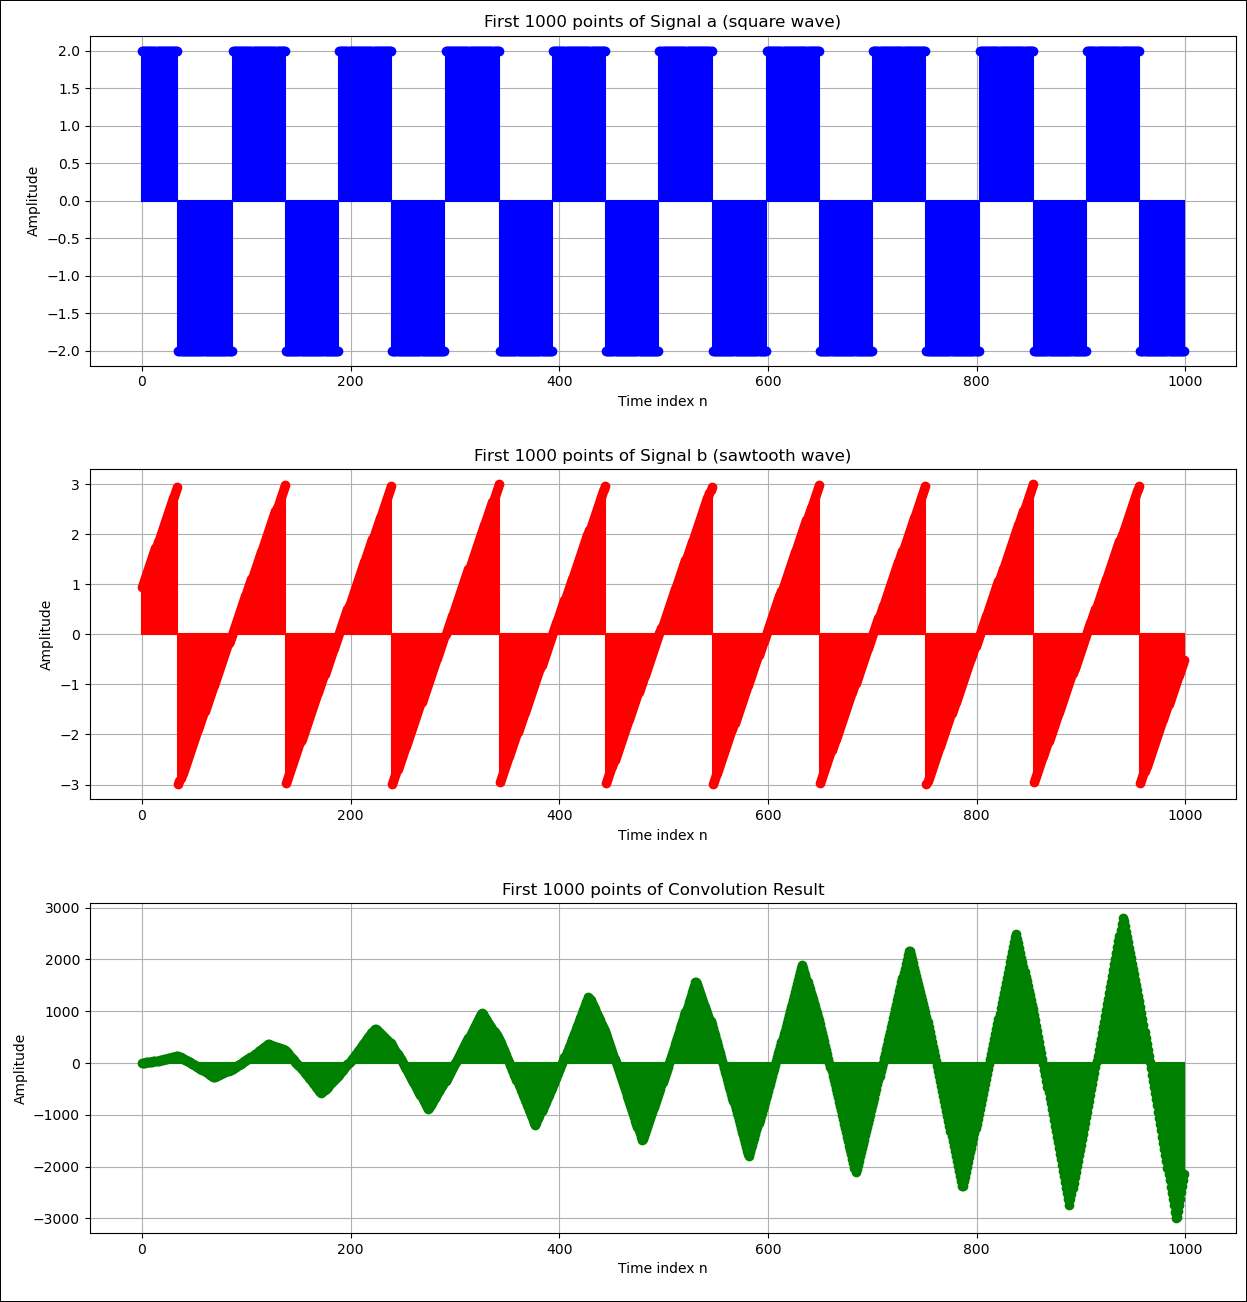 First 1000 points of Signal a (square wave)
2.0
1.5
1.0
0.5
0.0
−0.5
−1.0
−1.5
−2.0
Amplitude
0 200 400 600 800 1000
Time index n
First 1000 points of Signal b (sawtooth wave)
3
2
1
0
−1
−2
−3
Amplitude
0 200 400 600 800 1000
Time index n
First 1000 points of Convolution Result
3000
2000
1000
0
−1000
−2000
−3000
Amplitude
0 200 400 600 800 1000
Time index n